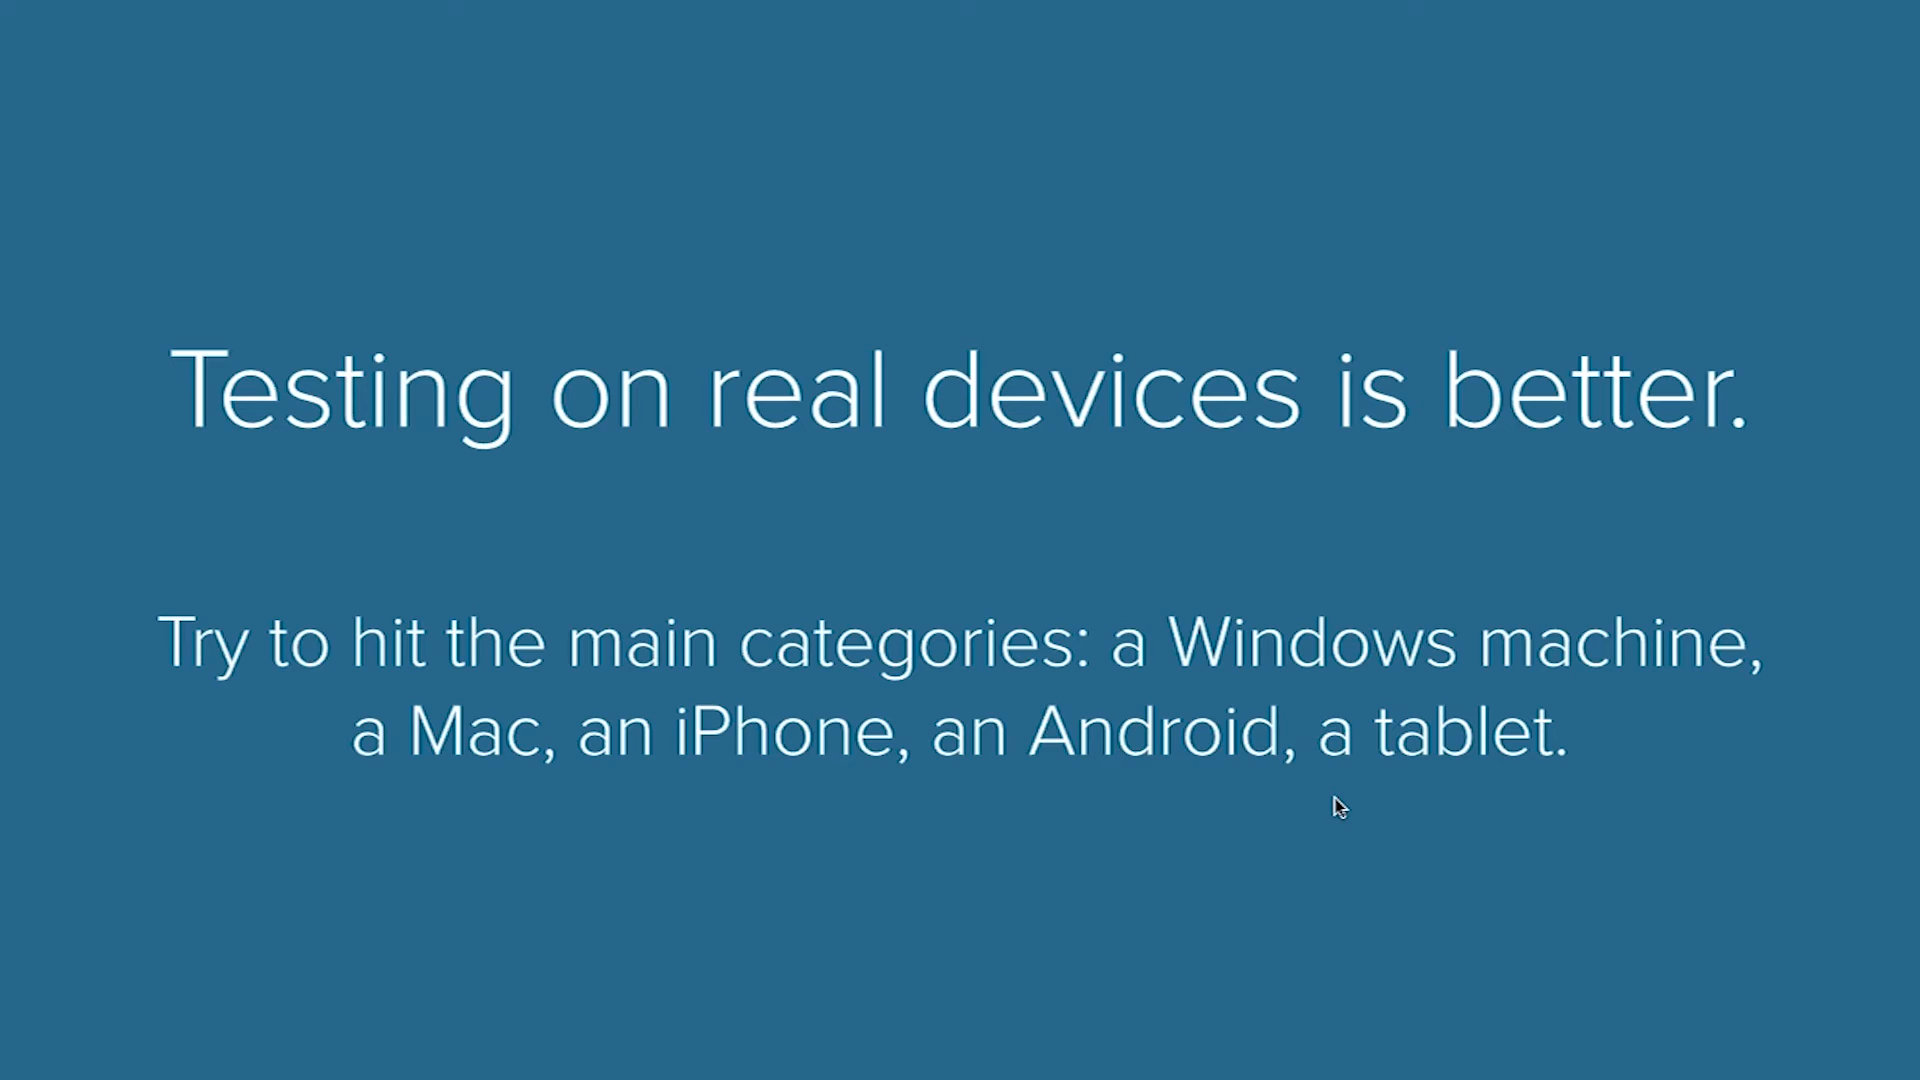 Testing on real devices is better.
Try to hit the main categories: a Windows machine,
a Mac, an iPhone, an Android, a tablet.